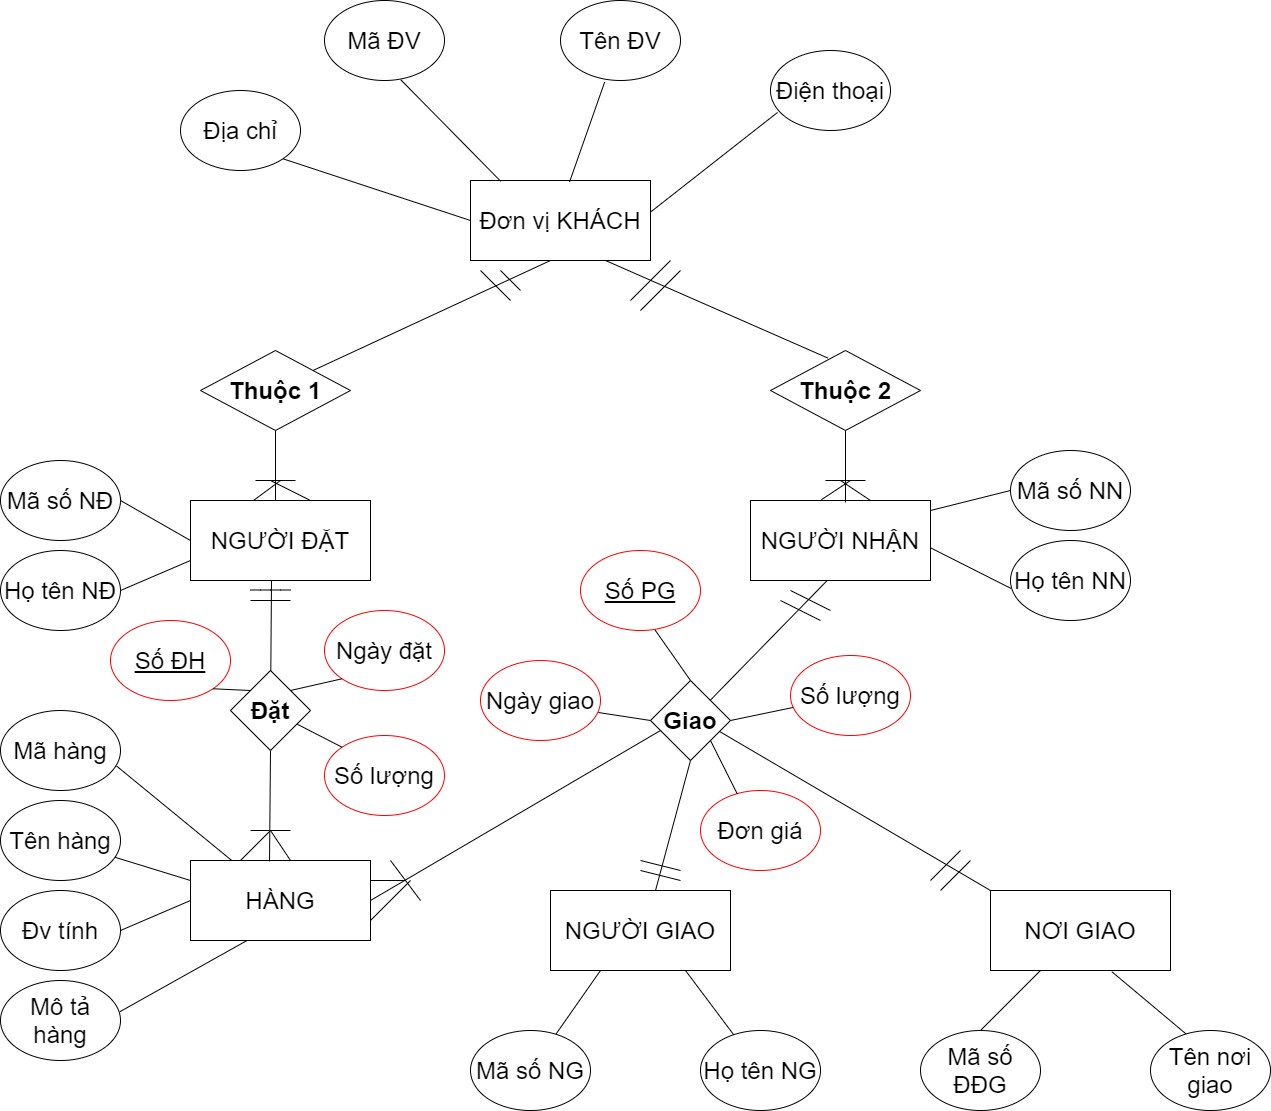 Mã ĐV
Tên ĐV
Điện thoại
Địa chỉ
Đơn vị KHÁCH
Thuộc 1
Thuộc 2
Mã số NĐ
Họ tên NĐ
NGƯỜI ĐẶT
NGƯỜI NHẬN
Mã số NN
Họ tên NN
Số PG
Số ĐH
Ngày đặt
Đặt
Số lượng
Ngày giao
Giao
Số lượng
Đơn giá
Mã hàng
Tên hàng
Đv tính
Mô tả
hàng
HÀNG
NGƯỜI GIAO
NƠI GIAO
Mã số NG
Họ tên NG
Mã số
ĐĐG
Tên nơi
giao